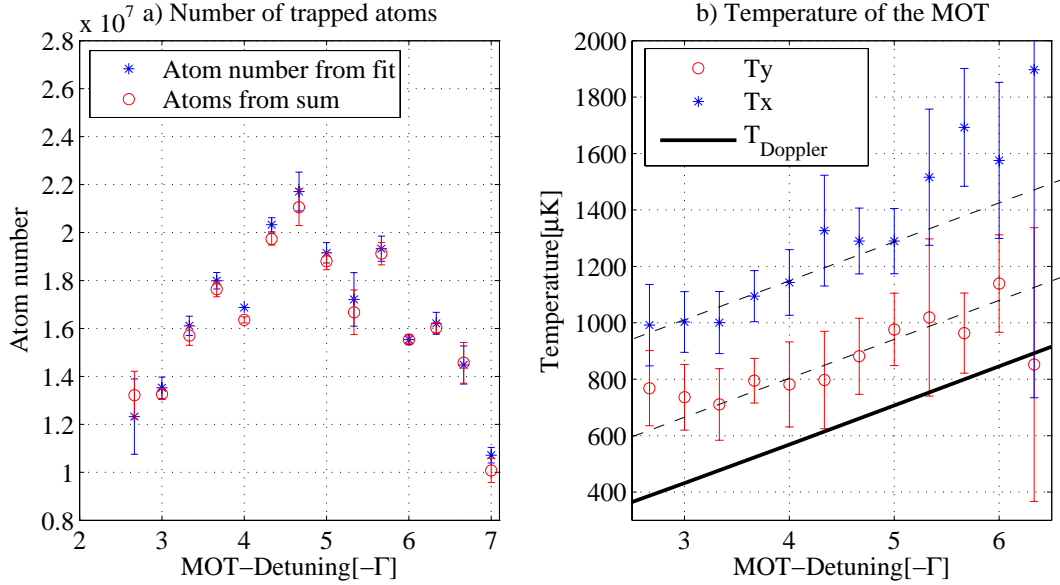 x 10^7
a) Number of trapped atoms
2.8
2.6
2.4
2.2
2
1.8
1.6
1.4
1.2
1
0.8
Atom number
Atom number from fit
Atoms from sum
2
3
4
5
6
7
MOT−Detuning[−Γ]
b) Temperature of the MOT
2000
1800
1600
1400
1200
1000
800
600
400
Temperature[µK]
Ty
Tx
T_Doppler
3
4
5
6
MOT−Detuning[−Γ]